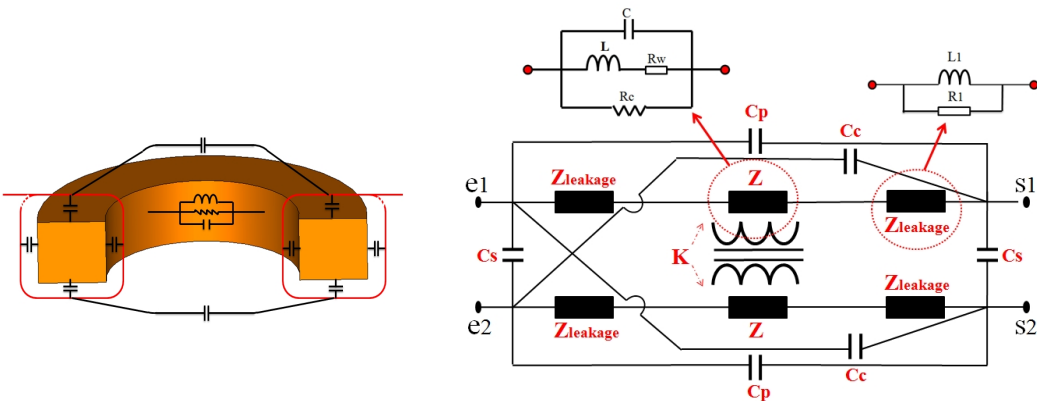 C
L
Rw
Rc
L1
R1
Cp
Cc
e1
Zleakage
Z
Zleakage
S1
Cs
K
Cs
Zleakage
e2
Zleakage
Z
S2
Cp
Cc